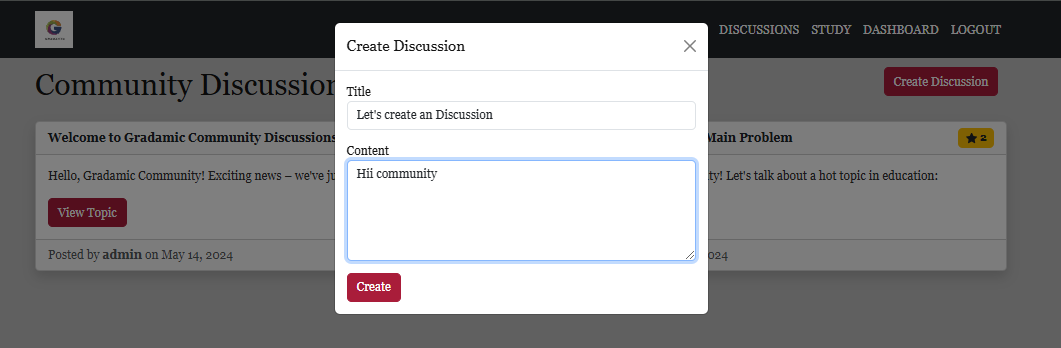 DISCUSSIONS STUDY DASHBOARD LOGOUT
Community Discussion
Create Discussion
Create Discussion
Title
Let's create an Discussion
Content
Hii community
Create
Welcome to Gradamic Community Discussions
Hello, Gradamic Community! Exciting news – we've ju
View Topic
Posted by admin on May 14, 2024
Main Problem
2
ty! Let's talk about a hot topic in education:
024